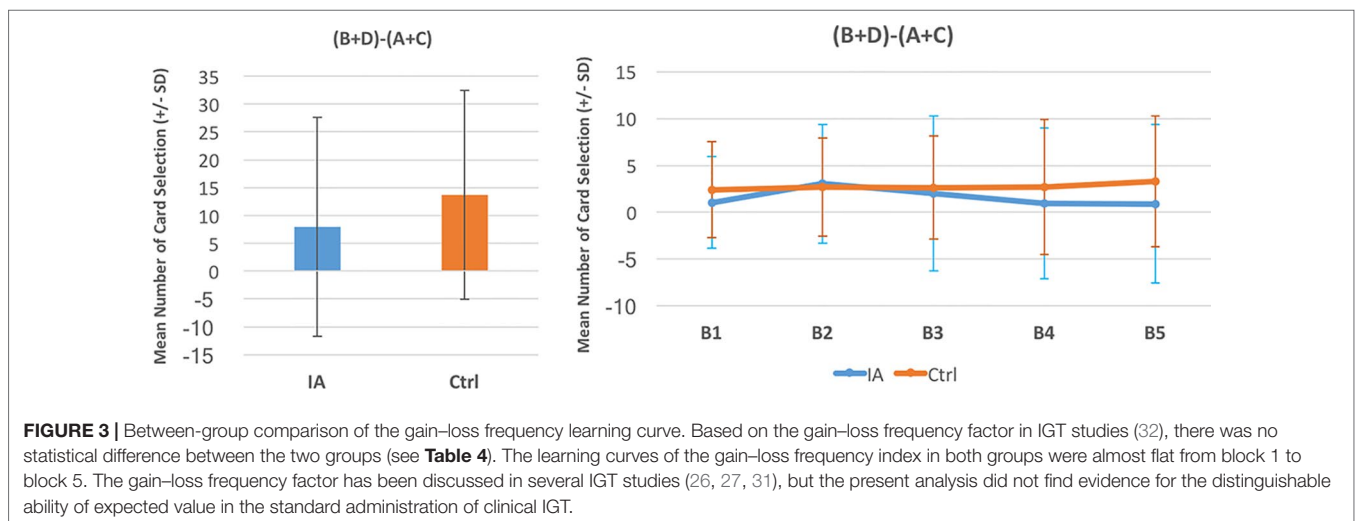 (B+D)-(A+C)
Mean Number of Card Selection (+/- SD)
35
30
25
20
15
10
5
0
-5
-10
-15
IA
Ctrl
(B+D)-(A+C)
Mean Number of Card Selection (+/- SD)
15
10
5
0
-5
-10
B1
B2
B3
B4
B5
IA
Ctrl
FIGURE 3 | Between-group comparison of the gain–loss frequency learning curve. Based on the gain–loss frequency factor in IGT studies (32), there was no
statistical difference between the two groups (see Table 4). The learning curves of the gain–loss frequency index in both groups were almost flat from block 1 to
block 5. The gain–loss frequency factor has been discussed in several IGT studies (26, 27, 31), but the present analysis did not find evidence for the distinguishable
ability of expected value in the standard administration of clinical IGT.